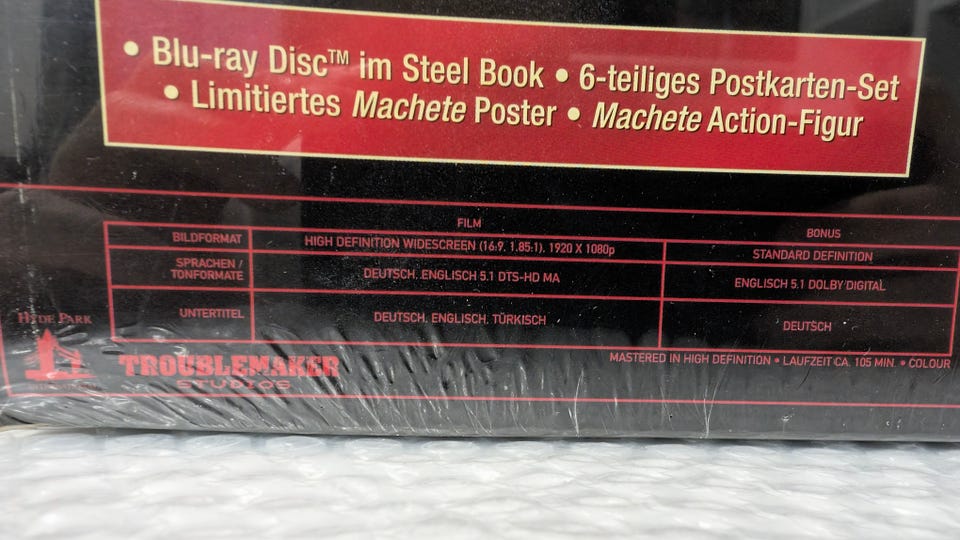 • Blu-ray Disc™ im Steel Book • 6-teiliges Postkarten-Set
• Limitiertes Machete Poster • Machete Action-Figur
FILM
BONUS
BILDFORMAT
HIGH DEFINITION WIDESCREEN (16:9, 1.85:1), 1920 X 1080p
STANDARD DEFINITION
SPRACHEN /
TONFORMATE
DEUTSCH, ENGLISCH 5.1 DTS-HD MA
ENGLISCH 5.1 DOLBY DIGITAL
UNTERTITEL
DEUTSCH, ENGLISCH, TÜRKISCH
DEUTSCH
HYDE PARK
TROUBLEMAKER
STUDIOS
MASTERED IN HIGH DEFINITION • LAUFZEIT CA. 105 MIN. • COLOUR